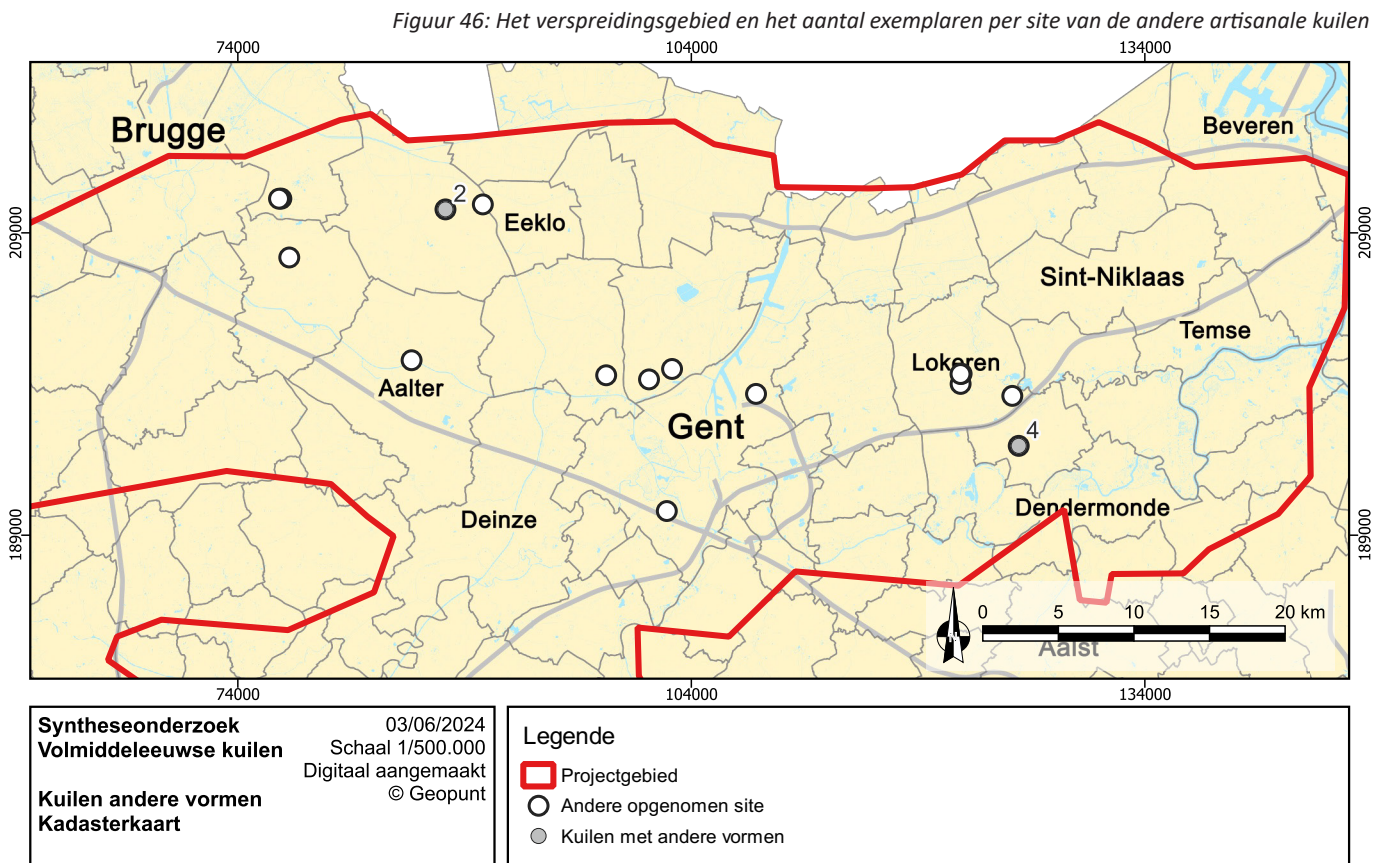 Figuur 46: Het verspreidingsgebied en het aantal exemplaren per site van de andere artisanale kuilen
74000
104000
134000
Brugge
Beveren
2
Eeklo
209000
209000
Sint-Niklaas
Temse
Lokeren
Aalter
Gent
4
Dendermonde
Deinze
189000
189000
0 5 10 15 20 km
N
Aalst
74000
104000
134000
Syntheseonderzoek
Volmiddeleeuwse kuilen
Kuilen andere vormen
Kadasterkaart
03/06/2024
Schaal 1/500.000
Digitaal aangemaakt
© Geopunt
Legende
Projectgebied
Andere opgenomen site
Kuilen met andere vormen